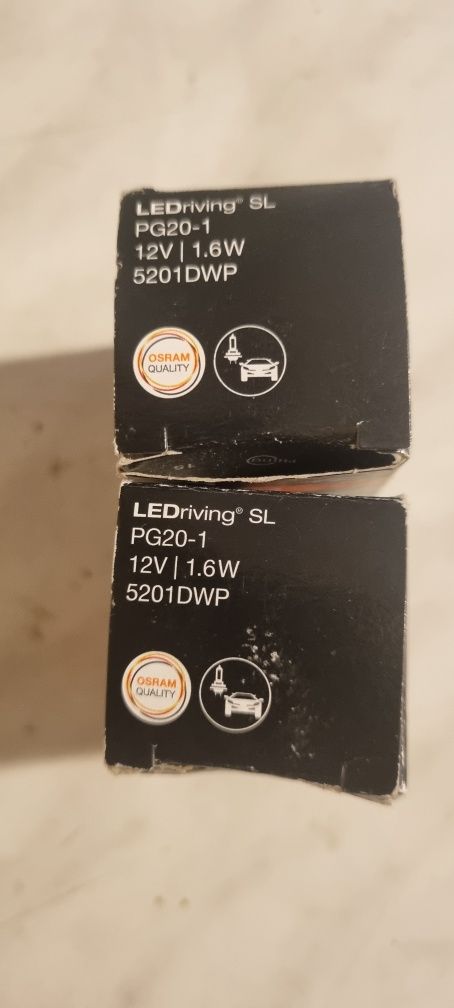 LEDriving® SL
PG20-1
12V | 1.6W
5201DWP
OSRAM
QUALITY
LEDriving® SL
PG20-1
12V | 1.6W
5201DWP
OSRAM
QUALITY